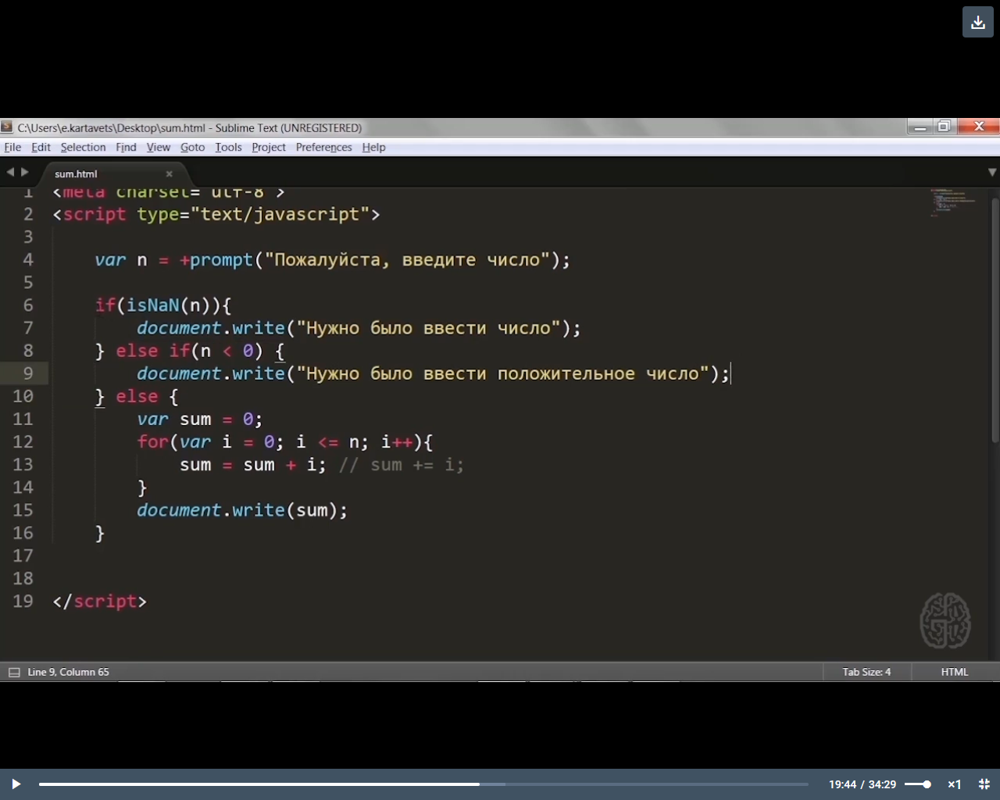 C:\Users\e.kartavets\Desktop\sum.html - Sublime Text (UNREGISTERED)
File Edit Selection Find View Goto Tools Project Preferences Help
sum.html
1 <meta charset="utf-8">
2 <script type="text/javascript">
3
4 var n = +prompt("Пожалуйста, введите число");
5
6 if(isNaN(n)){
7 document.write("Нужно было ввести число");
8 } else if(n < 0) {
9 document.write("Нужно было ввести положительное число");
10 } else {
11 var sum = 0;
12 for(var i = 0; i <= n; i++){
13 sum = sum + i; // sum += i;
14 }
15 document.write(sum);
16 }
17
18
19 </script>
Line 9, Column 65 Tab Size: 4 HTML
19:44 / 34:29 ×1